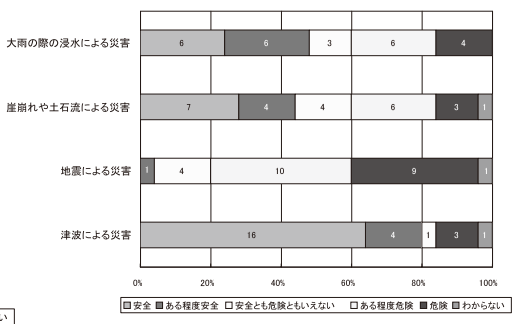 大雨の際の浸水による災害
6 6 3 6 4
崖崩れや土石流による災害
7 4 4 6 3 1
地震による災害
1 4 10 9 1
津波による災害
16 4 1 3 1
0% 20% 40% 60% 80% 100%
安全 ある程度安全 安全とも危険ともいえない ある程度危険 危険 わからない
い